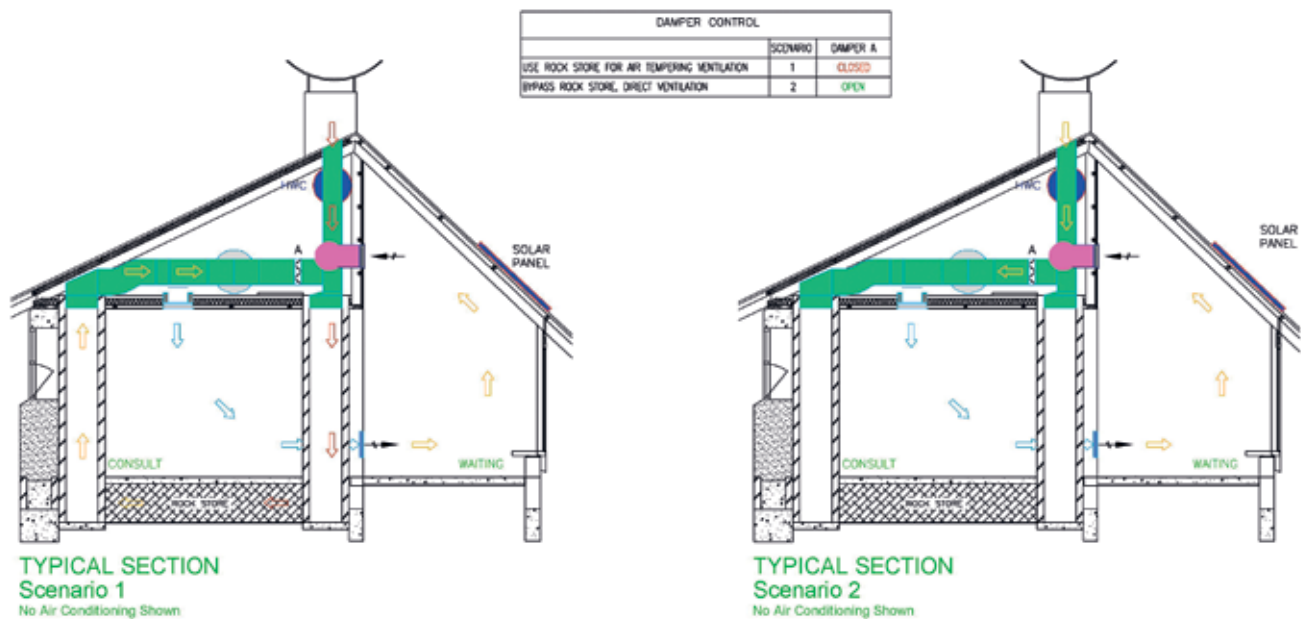 DAMPER CONTROL
SCENARIO DAMPER A
USE ROCK STORE FOR AIR TEMPERING VENTILATION 1 CLOSED
BYPASS ROCK STORE, DIRECT VENTILATION 2 OPEN
HWC
A
SOLAR
PANEL
CONSULT
WAITING
ROCK STORE
TYPICAL SECTION
Scenario 1
No Air Conditioning Shown
HWC
A
SOLAR
PANEL
CONSULT
WAITING
ROCK STORE
TYPICAL SECTION
Scenario 2
No Air Conditioning Shown